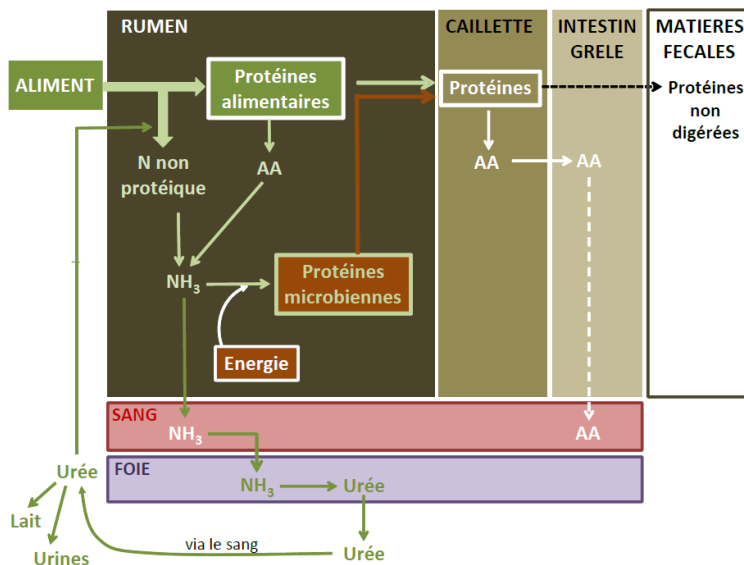 RUMEN
CAILLETTE
INTESTIN
GRELE
MATIERES
FECALES
ALIMENT
Protéines
alimentaires
Protéines
Protéines
non
digérées
N non
protéique
AA
AA
AA
NH₃
Protéines
microbiennes
Energie
SANG
NH₃
AA
FOIE
NH₃
Urée
Urée
Lait
Urines
via le sang
Urée